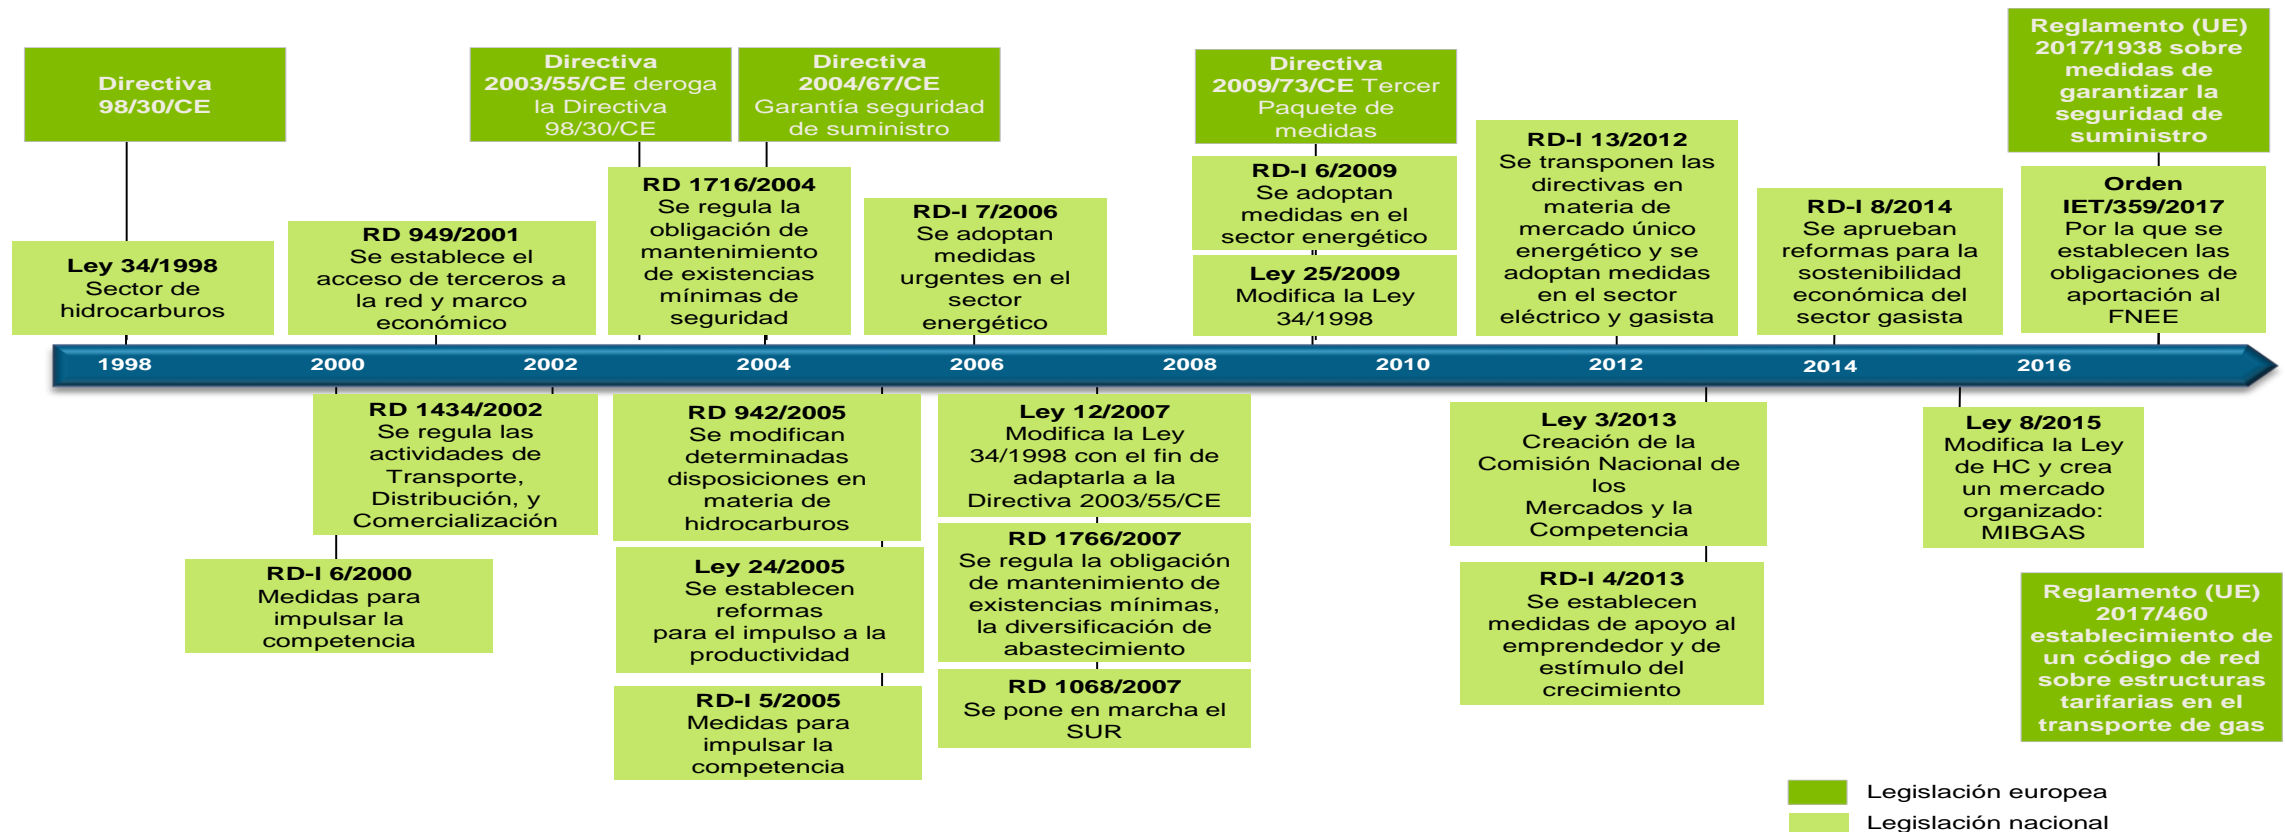 Directiva
98/30/CE
Directiva
2003/55/CE deroga
la Directiva
98/30/CE
Directiva
2004/67/CE
Garantía seguridad
de suministro
Directiva
2009/73/CE Tercer
Paquete de
medidas
Reglamento (UE)
2017/1938 sobre
medidas de
garantizar la
seguridad de
suministro
Ley 34/1998
Sector de
hidrocarburos
RD 949/2001
Se establece el
acceso de terceros a
la red y marco
económico
RD 1716/2004
Se regula la
obligación de
mantenimiento
de existencias
mínimas de
seguridad
RD-I 7/2006
Se adoptan
medidas
urgentes en el
sector
energético
RD-I 6/2009
Se adoptan
medidas en el
sector energético
Ley 25/2009
Modifica la Ley
34/1998
RD-I 13/2012
Se transponen las
directivas en
materia de
mercado único
energético y se
adoptan medidas
en el sector
eléctrico y gasista
RD-I 8/2014
Se aprueban
reformas para la
sostenibilidad
económica del
sector gasista
Orden
IET/359/2017
Por la que se
establecen las
obligaciones de
aportación al
FNEE
1998 2000 2002 2004 2006 2008 2010 2012 2014 2016
RD 1434/2002
Se regula las
actividades de
Transporte,
Distribución, y
Comercialización
RD-I 6/2000
Medidas para
impulsar la
competencia
RD 942/2005
Se modifican
determinadas
disposiciones en
materia de
hidrocarburos
Ley 24/2005
Se establecen
reformas
para el impulso a la
productividad
RD-I 5/2005
Medidas para
impulsar la
competencia
Ley 12/2007
Modifica la Ley
34/1998 con el fin de
adaptarla a la
Directiva 2003/55/CE
RD 1766/2007
Se regula la obligación
de mantenimiento de
existencias mínimas,
la diversificación de
abastecimiento
RD 1068/2007
Se pone en marcha el
SUR
Ley 3/2013
Creación de la
Comisión Nacional de
los
Mercados y la
Competencia
RD-I 4/2013
Se establecen
medidas de apoyo al
emprendedor y de
estímulo del
crecimiento
Ley 8/2015
Modifica la Ley
de HC y crea
un mercado
organizado:
MIBGAS
Reglamento (UE)
2017/460
establecimiento de
un código de red
sobre estructuras
tarifarias en el
transporte de gas
Legislación europea
Legislación nacional